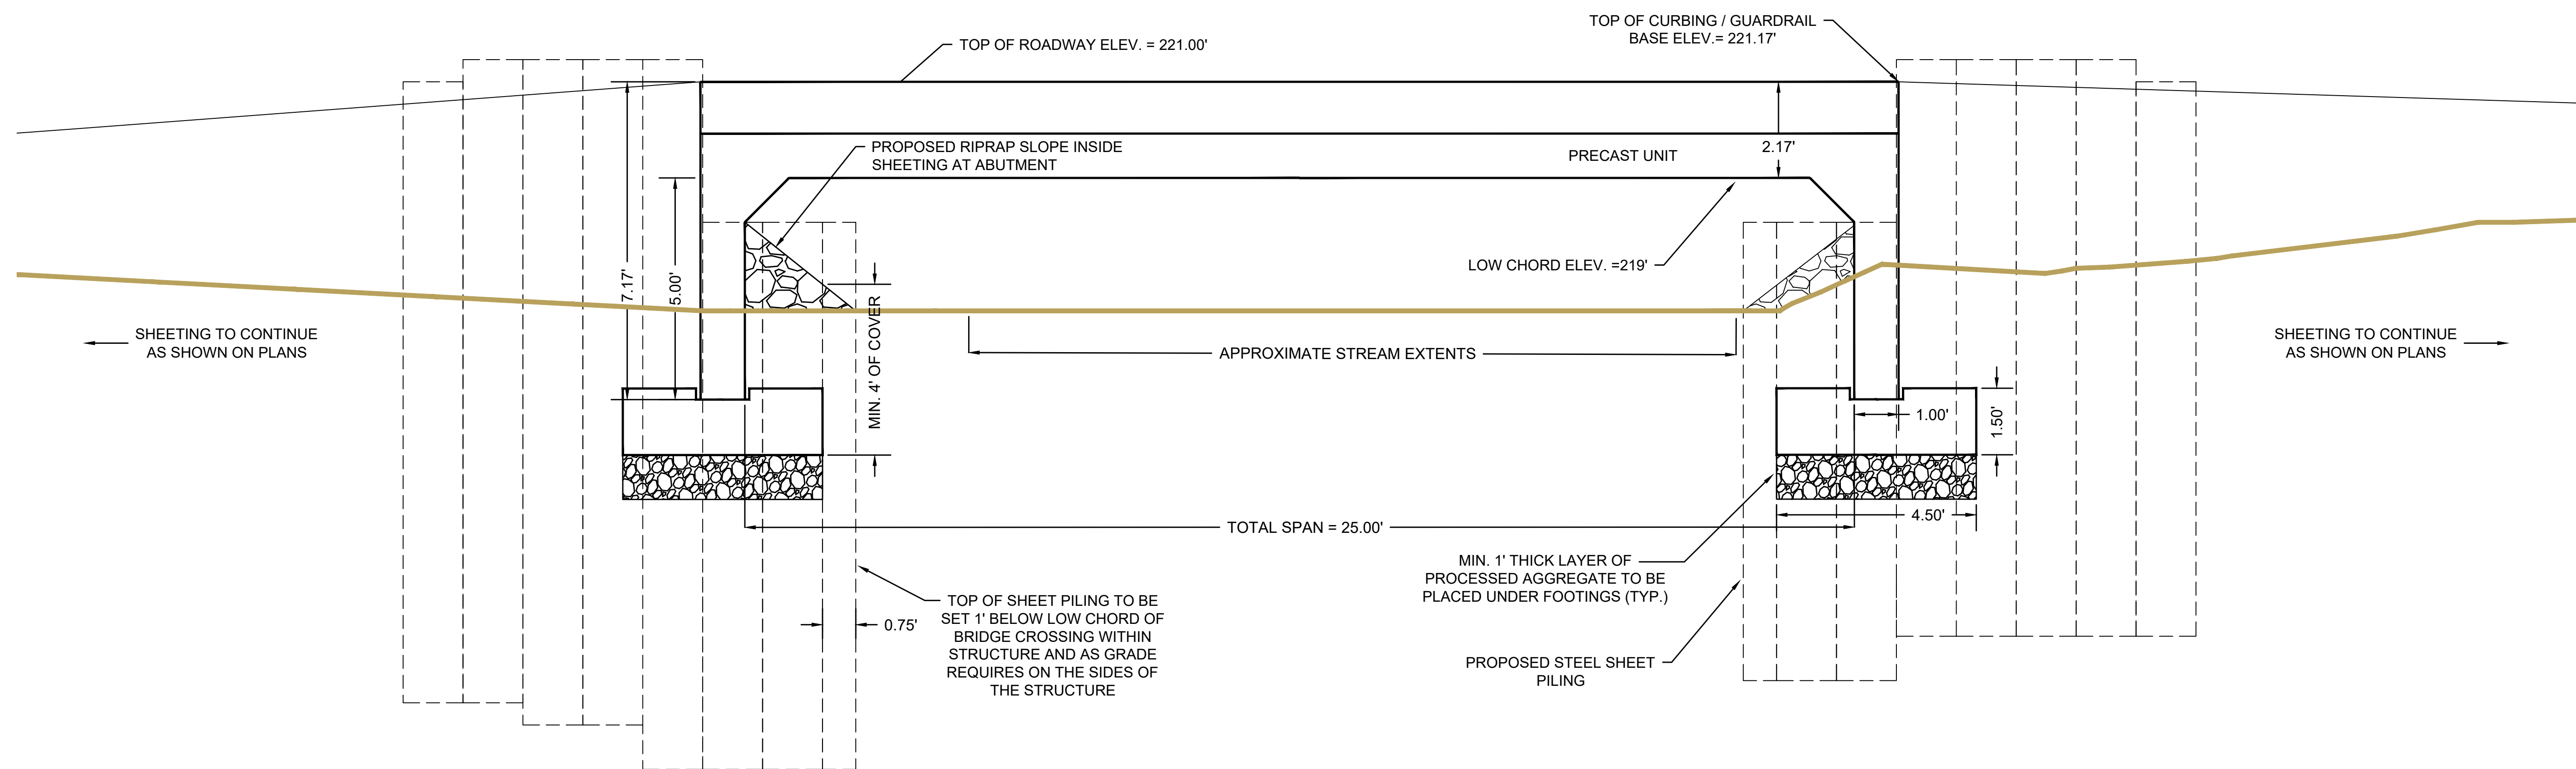 TOP OF CURBING / GUARDRAIL
BASE ELEV.= 221.17'
TOP OF ROADWAY ELEV. = 221.00'
PROPOSED RIPRAP SLOPE INSIDE
SHEETING AT ABUTMENT
2.17'
PRECAST UNIT
LOW CHORD ELEV. =219'
7.17'
5.00'
MIN. 4' OF COVER
SHEETING TO CONTINUE
AS SHOWN ON PLANS
APPROXIMATE STREAM EXTENTS
SHEETING TO CONTINUE
AS SHOWN ON PLANS
1.00'
1.50'
4.50'
TOTAL SPAN = 25.00'
MIN. 1' THICK LAYER OF
PROCESSED AGGREGATE TO BE
PLACED UNDER FOOTINGS (TYP.)
TOP OF SHEET PILING TO BE
SET 1' BELOW LOW CHORD OF
BRIDGE CROSSING WITHIN
STRUCTURE AND AS GRADE
REQUIRES ON THE SIDES OF
THE STRUCTURE
0.75'
PROPOSED STEEL SHEET
PILING